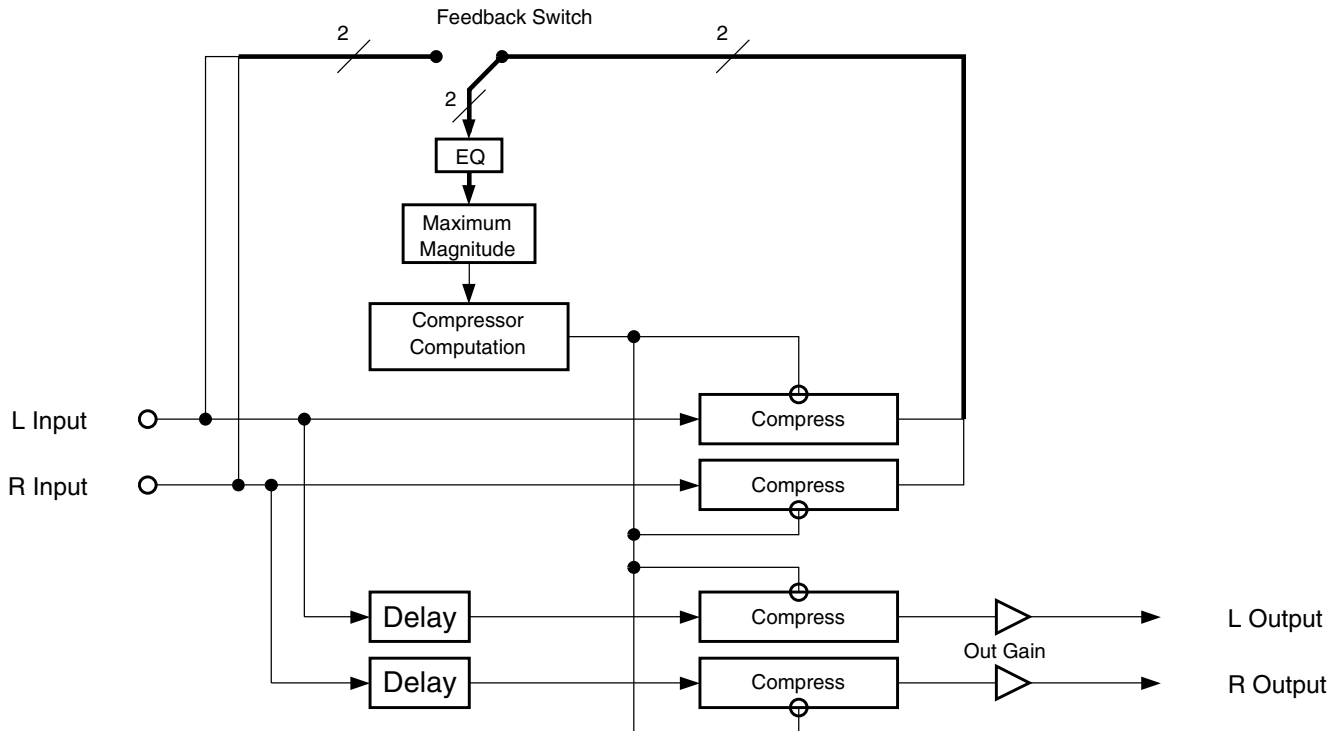 Feedback Switch
2
2
2
EQ
Maximum
Magnitude
Compressor
Computation
L Input
Compress
R Input
Compress
Delay
Compress
L Output
Out Gain
Delay
Compress
R Output